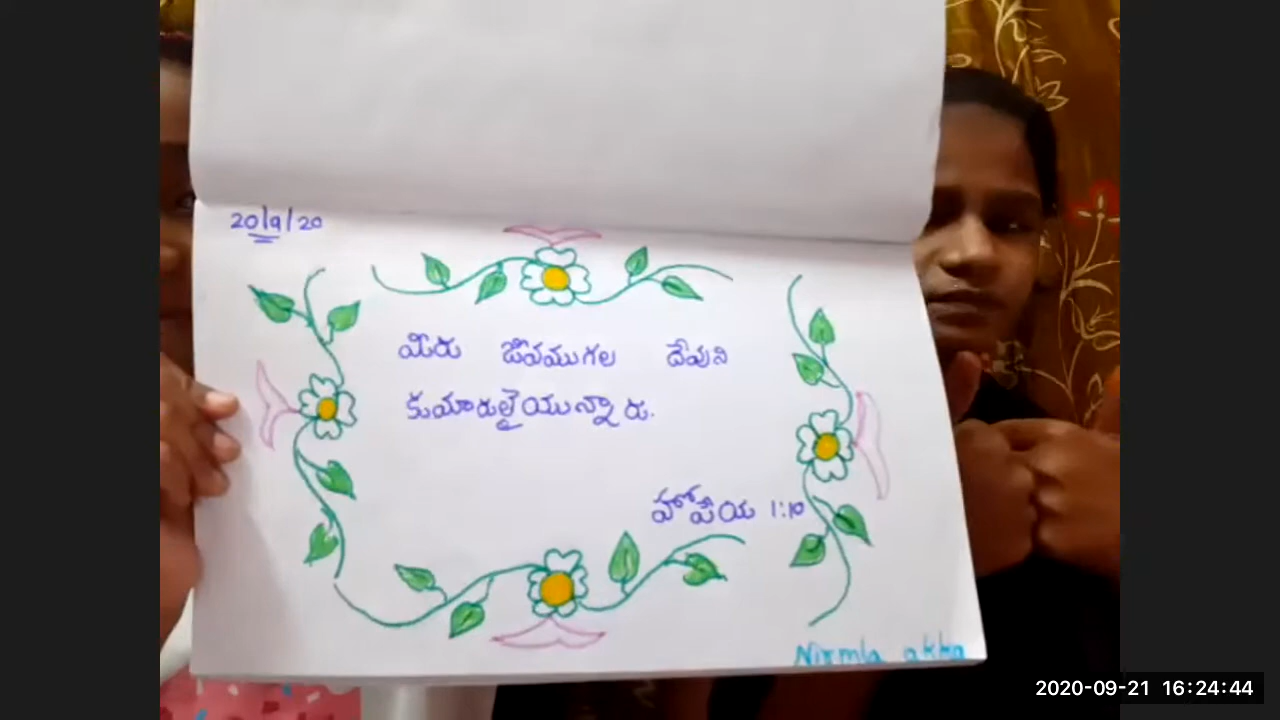 20/9/20
మీరు జీవముగల దేవుని
కుమారులైయున్నారు.
హోషేయ 1:10
Nirmla akka
2020-09-21 16:24:44